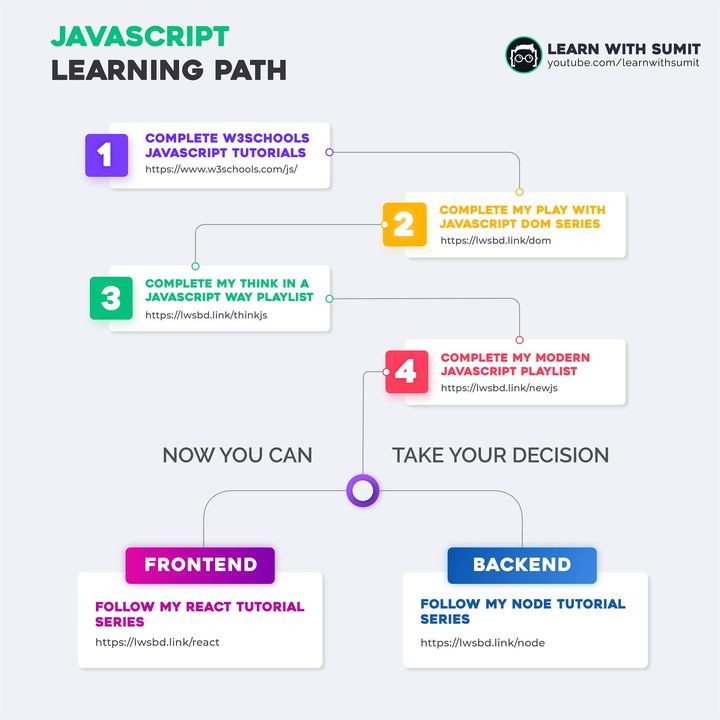 JAVASCRIPT
LEARNING PATH
LEARN WITH SUMIT
youtube.com/learnwithsumit
1
COMPLETE W3SCHOOLS
JAVASCRIPT TUTORIALS
https://www.w3schools.com/js/
2
COMPLETE MY PLAY WITH
JAVASCRIPT DOM SERIES
https://lwsbd.link/dom
3
COMPLETE MY THINK IN A
JAVASCRIPT WAY PLAYLIST
https://lwsbd.link/thinkjs
4
COMPLETE MY MODERN
JAVASCRIPT PLAYLIST
https://lwsbd.link/newjs
NOW YOU CAN TAKE YOUR DECISION
FRONTEND
FOLLOW MY REACT TUTORIAL
SERIES
https://lwsbd.link/react
BACKEND
FOLLOW MY NODE TUTORIAL
SERIES
https://lwsbd.link/node